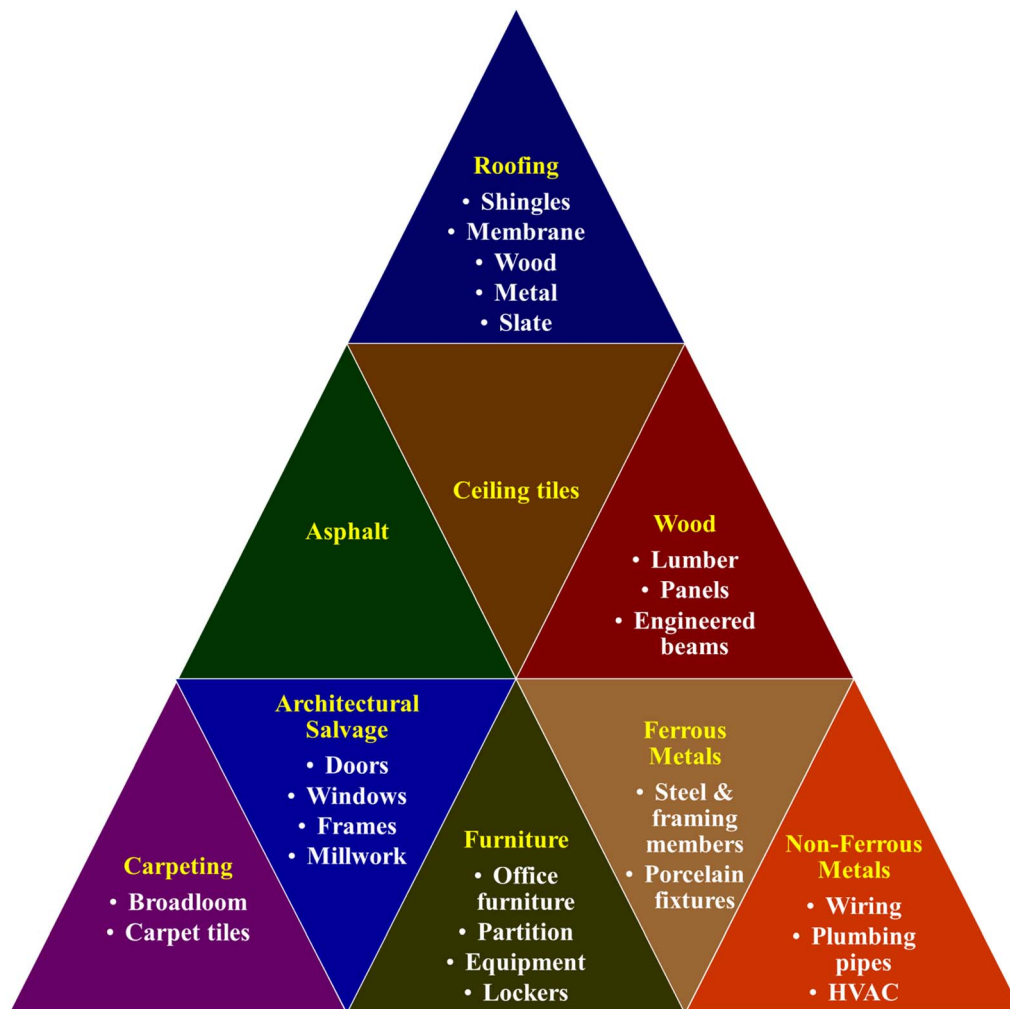 Roofing
• Shingles
• Membrane
• Wood
• Metal
• Slate
Asphalt
Ceiling tiles
Wood
• Lumber
• Panels
• Engineered
beams
Carpeting
• Broadloom
• Carpet tiles
Architectural
Salvage
• Doors
• Windows
• Frames
• Millwork
Furniture
• Office
furniture
• Partition
• Equipment
• Lockers
Ferrous
Metals
• Steel &
framing
members
• Porcelain
fixtures
Non-Ferrous
Metals
• Wiring
• Plumbing
pipes
• HVAC